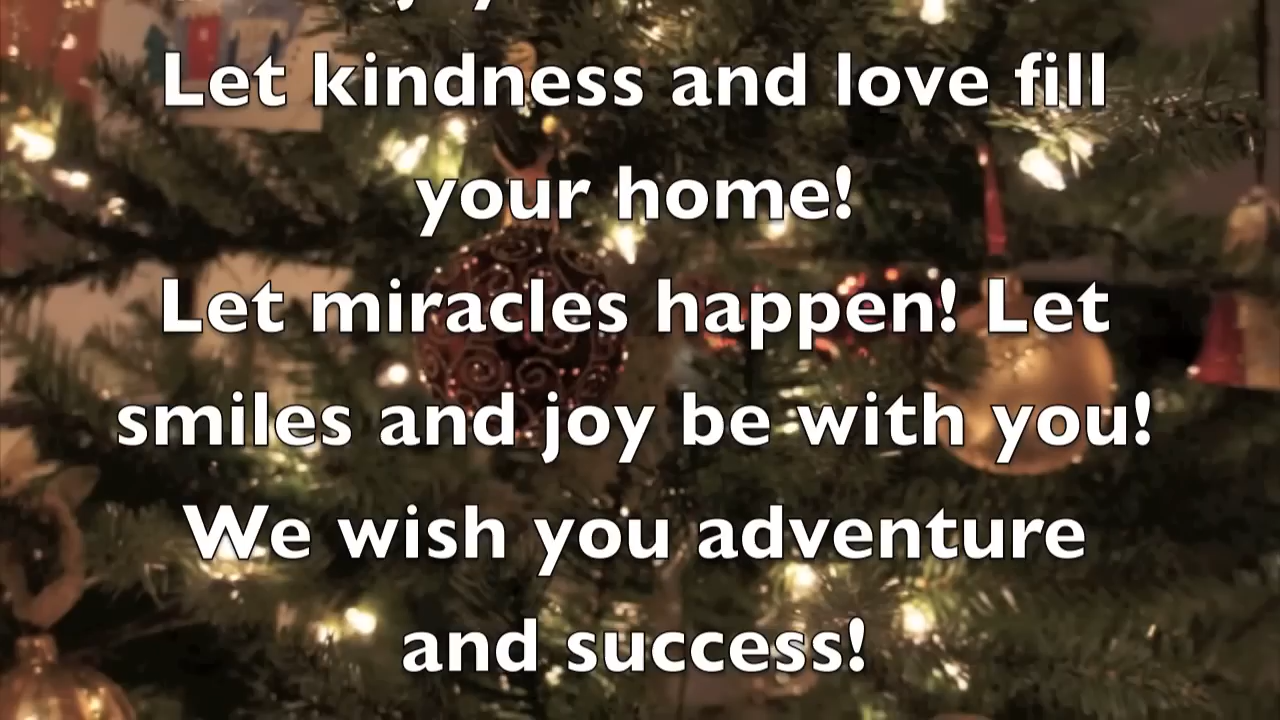 Let kindness and love fill
your home!
Let miracles happen! Let
smiles and joy be with you!
We wish you adventure
and success!